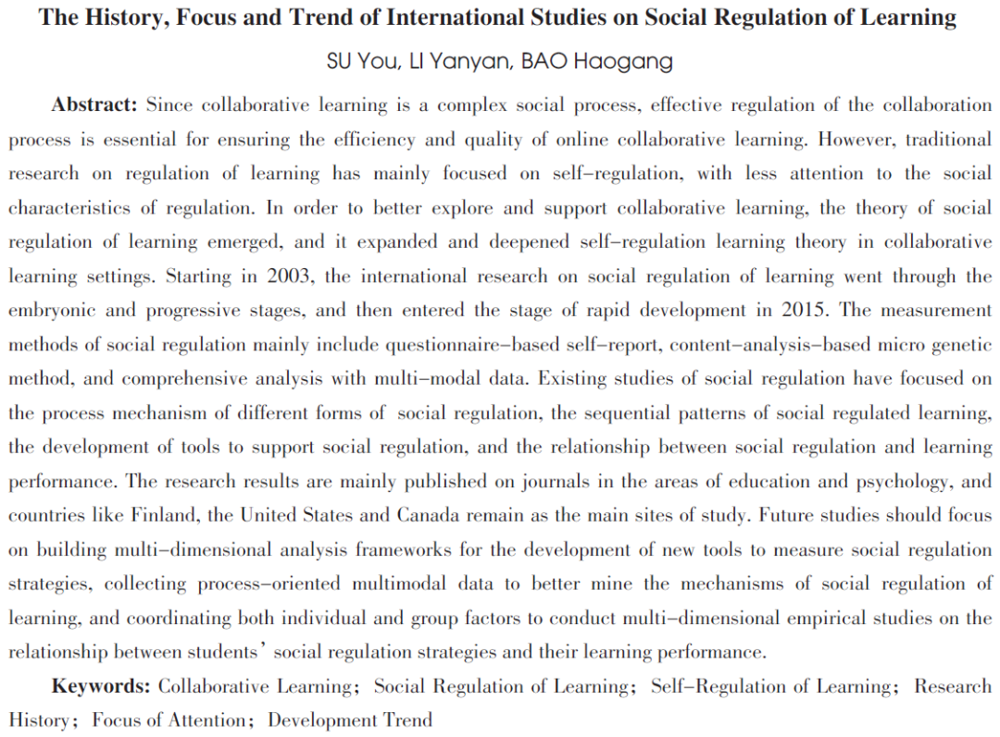 The History, Focus and Trend of International Studies on Social Regulation of Learning
SU You, LI Yanyan, BAO Haogang
Abstract: Since collaborative learning is a complex social process, effective regulation of the collaboration
process is essential for ensuring the efficiency and quality of online collaborative learning. However, traditional
research on regulation of learning has mainly focused on self-regulation, with less attention to the social
characteristics of regulation. In order to better explore and support collaborative learning, the theory of social
regulation of learning emerged, and it expanded and deepened self-regulation learning theory in collaborative
learning settings. Starting in 2003, the international research on social regulation of learning went through the
embryonic and progressive stages, and then entered the stage of rapid development in 2015. The measurement
methods of social regulation mainly include questionnaire-based self-report, content-analysis-based micro genetic
method, and comprehensive analysis with multi-modal data. Existing studies of social regulation have focused on
the process mechanism of different forms of social regulation, the sequential patterns of social regulated learning,
the development of tools to support social regulation, and the relationship between social regulation and learning
performance. The research results are mainly published on journals in the areas of education and psychology, and
countries like Finland, the United States and Canada remain as the main sites of study. Future studies should focus
on building multi-dimensional analysis frameworks for the development of new tools to measure social regulation
strategies, collecting process-oriented multimodal data to better mine the mechanisms of social regulation of
learning, and coordinating both individual and group factors to conduct multi-dimensional empirical studies on the
relationship between students' social regulation strategies and their learning performance.
Keywords: Collaborative Learning; Social Regulation of Learning; Self-Regulation of Learning; Research
History; Focus of Attention; Development Trend